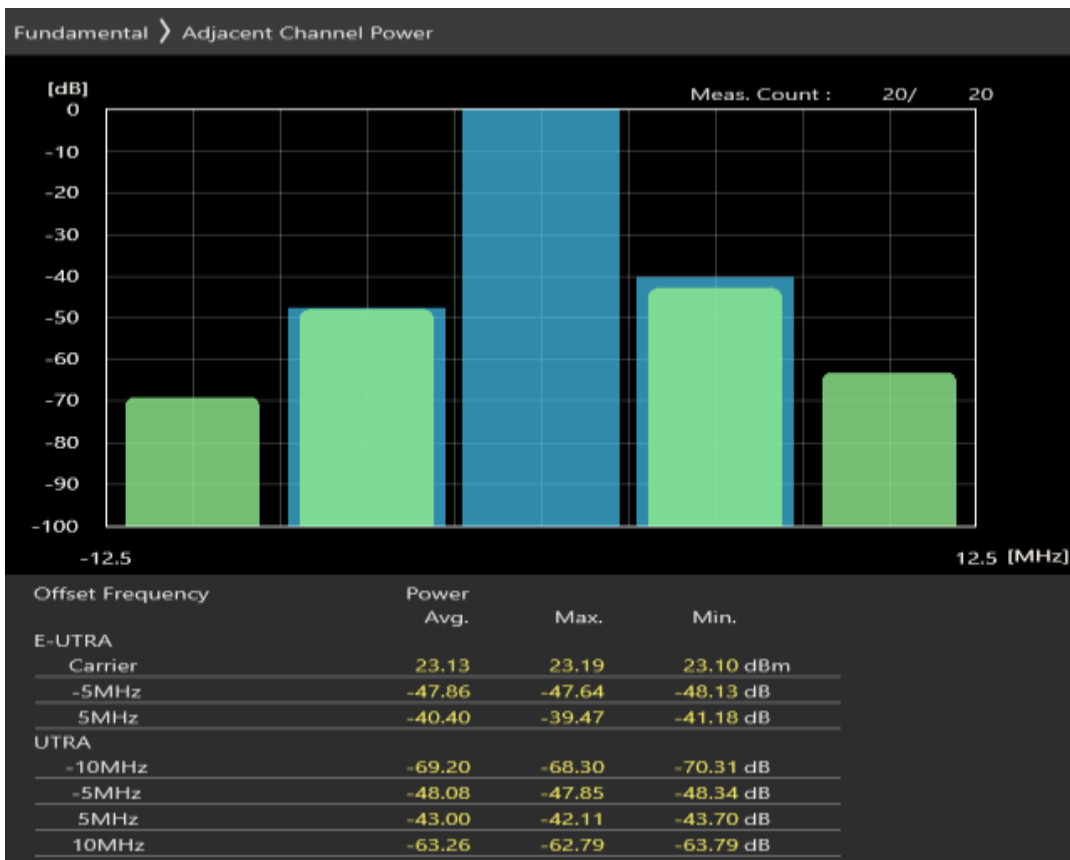 Fundamental ❯ Adjacent Channel Power
[dB]
Meas. Count : 20/ 20
0
-10
-20
-30
-40
-50
-60
-70
-80
-90
-100
-12.5 12.5 [MHz]
Offset Frequency Power
Avg. Max. Min.
E-UTRA
Carrier 23.13 23.19 23.10 dBm
-5MHz -47.86 -47.64 -48.13 dB
5MHz -40.40 -39.47 -41.18 dB
UTRA
-10MHz -69.20 -68.30 -70.31 dB
-5MHz -48.08 -47.85 -48.34 dB
5MHz -43.00 -42.11 -43.70 dB
10MHz -63.26 -62.79 -63.79 dB